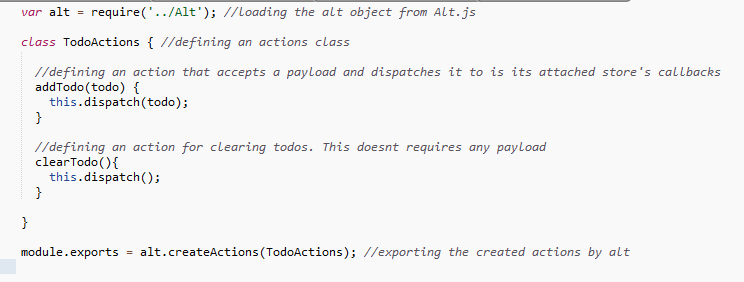 var alt = require('../Alt'); //loading the alt object from Alt.js
class TodoActions { //defining an actions class
//defining an action that accepts a payload and dispatches it to is its attached store's callbacks
addTodo(todo) {
this.dispatch(todo);
}
//defining an action for clearing todos. This doesnt requires any payload
clearTodo(){
this.dispatch();
}
}
module.exports = alt.createActions(TodoActions); //exporting the created actions by alt